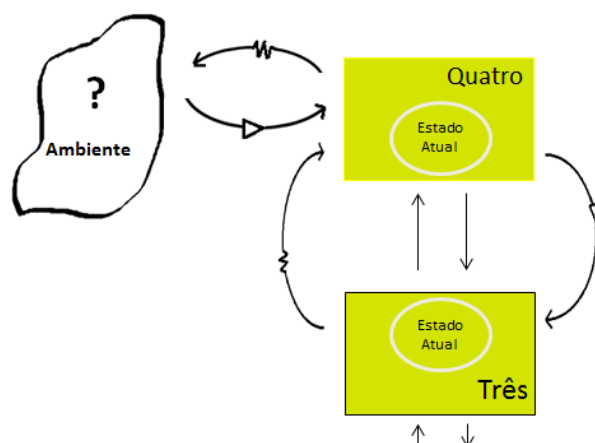 ?
Ambiente
Quatro
Estado
Atual
Estado
Atual
Três